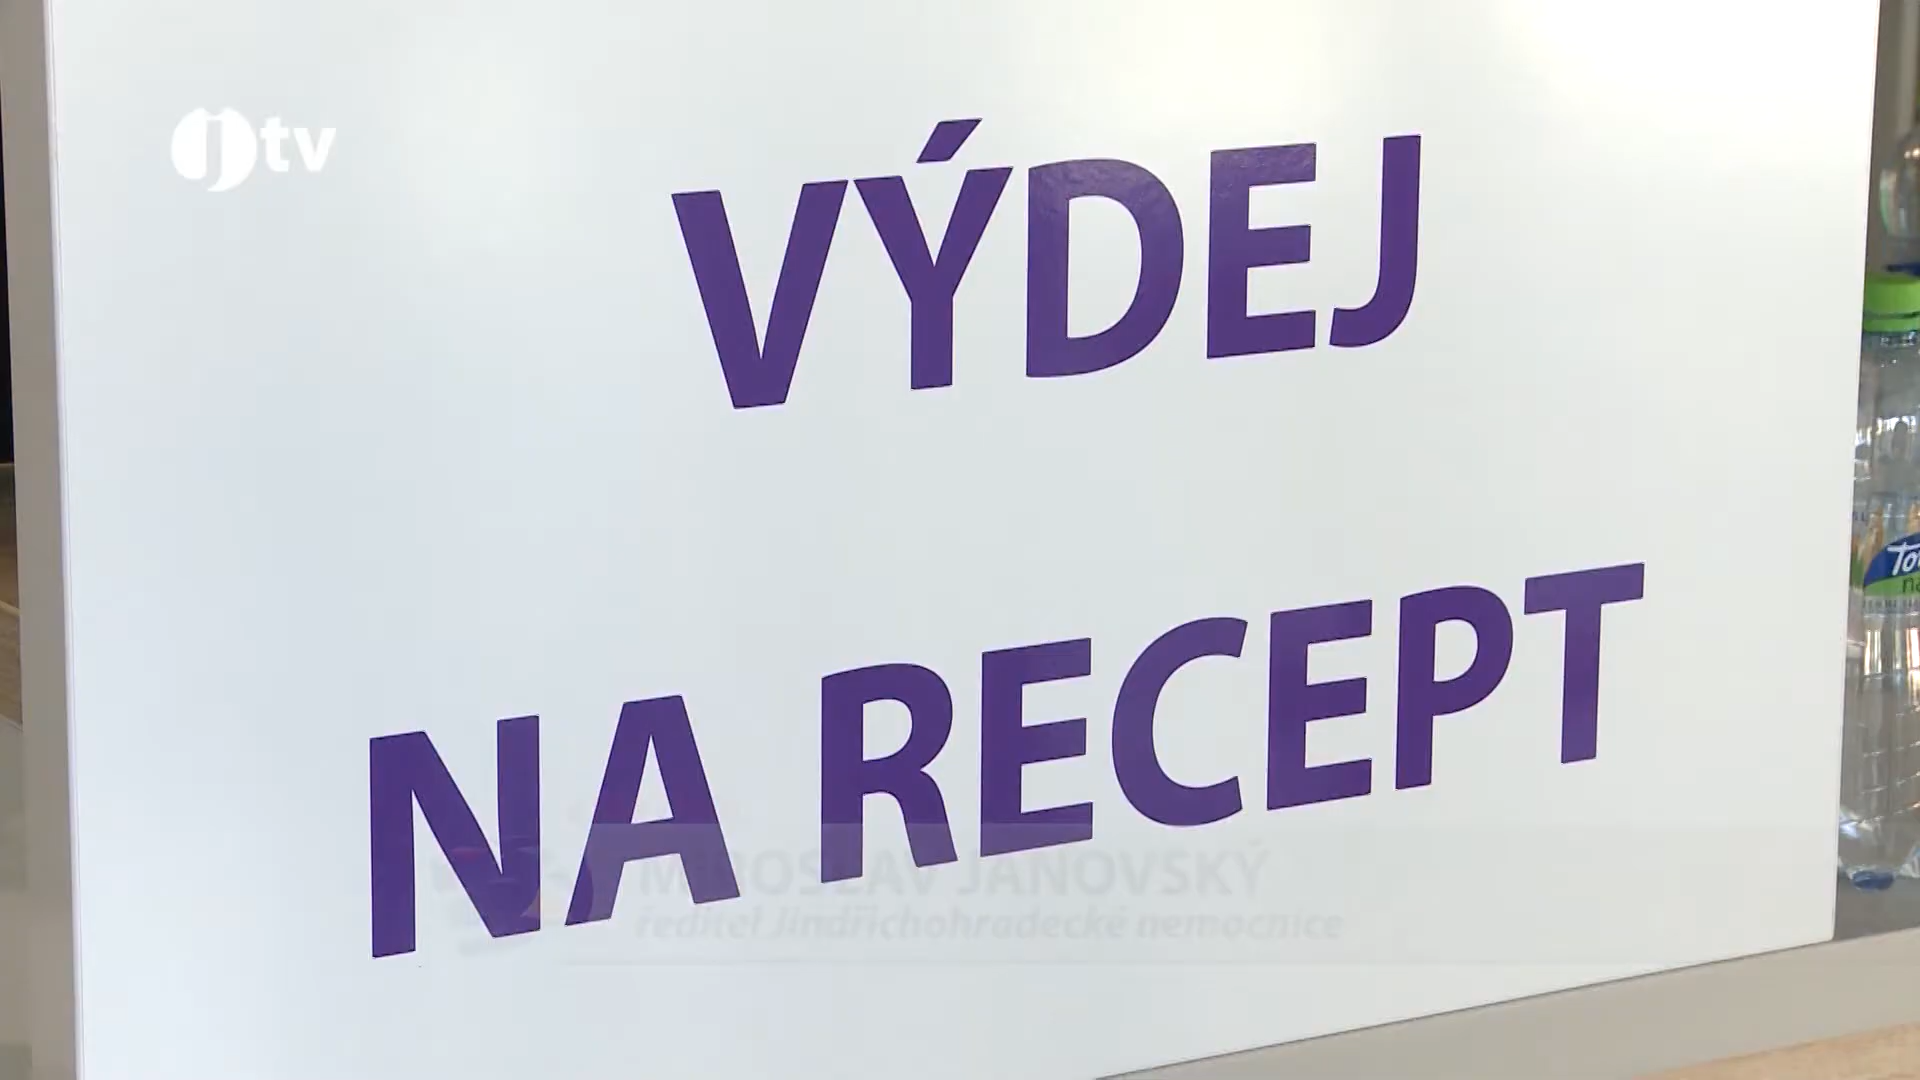 jtv
VÝDEJ
NA RECEPT
MIROSLAV JANOVSKÝ
ředitel Jindřichohradecké nemocnice